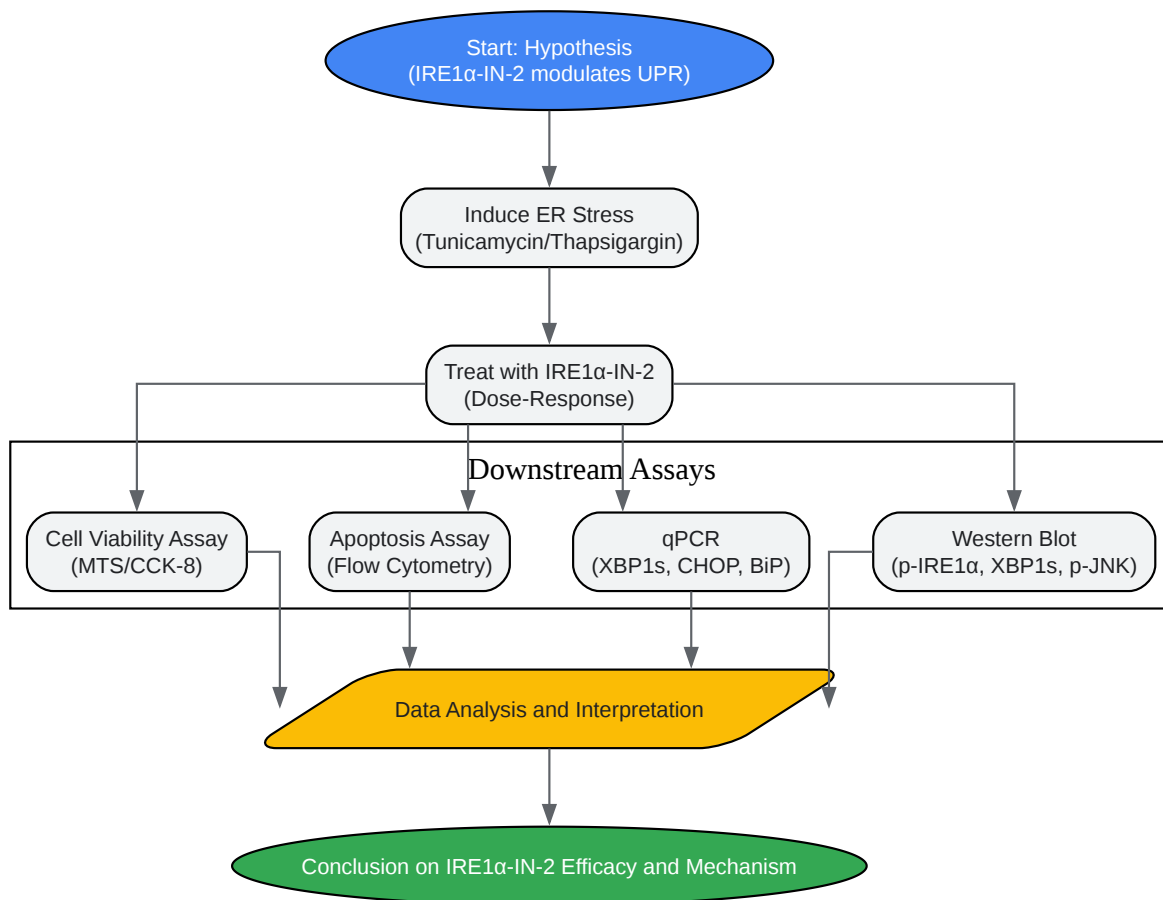 Start: Hypothesis
(IRE1α-IN-2 modulates UPR)
Induce ER Stress
(Tunicamycin/Thapsigargin)
Treat with IRE1α-IN-2
(Dose-Response)
Downstream Assays
Cell Viability Assay
(MTS/CCK-8)
Apoptosis Assay
(Flow Cytometry)
qPCR
(XBP1s, CHOP, BiP)
Western Blot
(p-IRE1α, XBP1s, p-JNK)
Data Analysis and Interpretation
Conclusion on IRE1α-IN-2 Efficacy and Mechanism